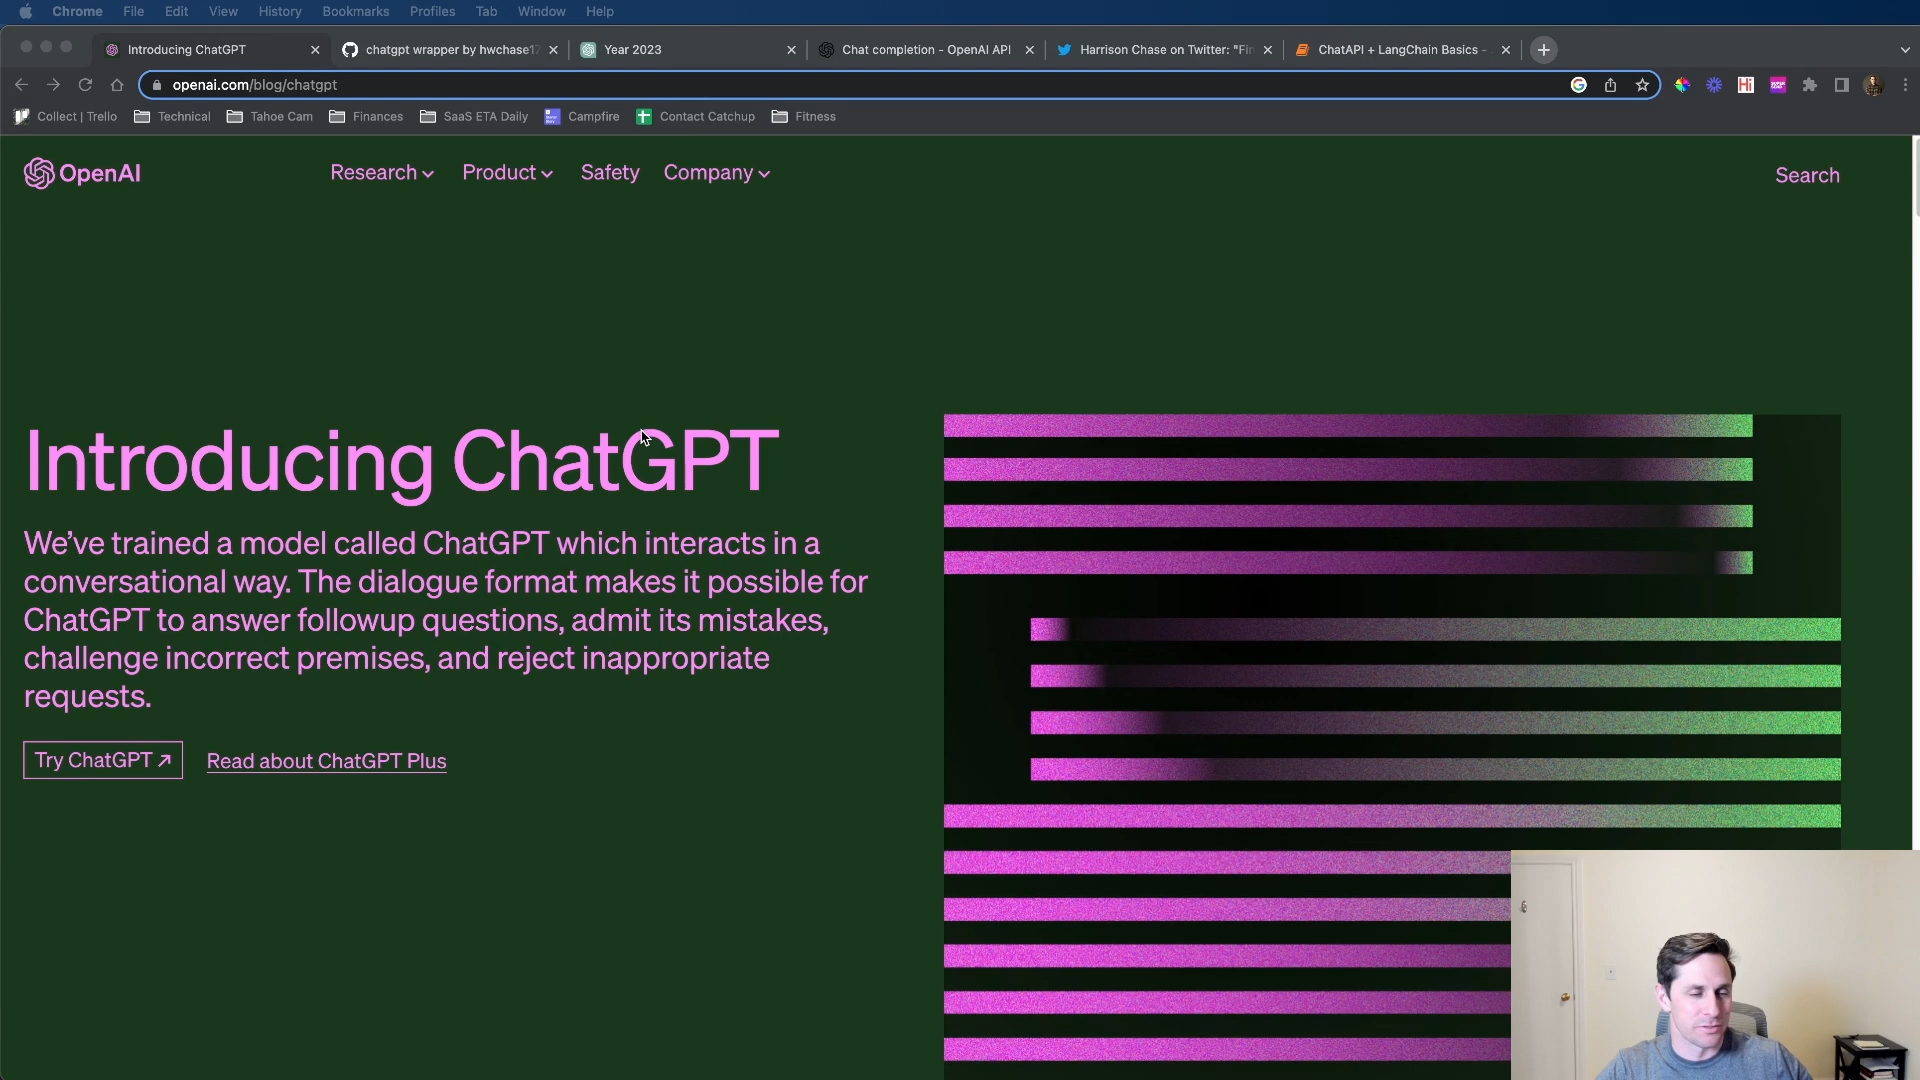 Chrome File Edit View History Bookmarks Profiles Tab Window Help
Introducing ChatGPT
chatgpt wrapper by hwchase17
Year 2023
Chat completion - OpenAI API
Harrison Chase on Twitter: "Fin
ChatAPI + LangChain Basics -
openai.com/blog/chatgpt
Hi
Collect | Trello
Technical
Tahoe Cam
Finances
SaaS ETA Daily
Campfire
Contact Catchup
Fitness
OpenAI
Research
Product
Safety
Company
Search
Introducing ChatGPT
We've trained a model called ChatGPT which interacts in a
conversational way. The dialogue format makes it possible for
ChatGPT to answer followup questions, admit its mistakes,
challenge incorrect premises, and reject inappropriate
requests.
Try ChatGPT ↗
Read about ChatGPT Plus